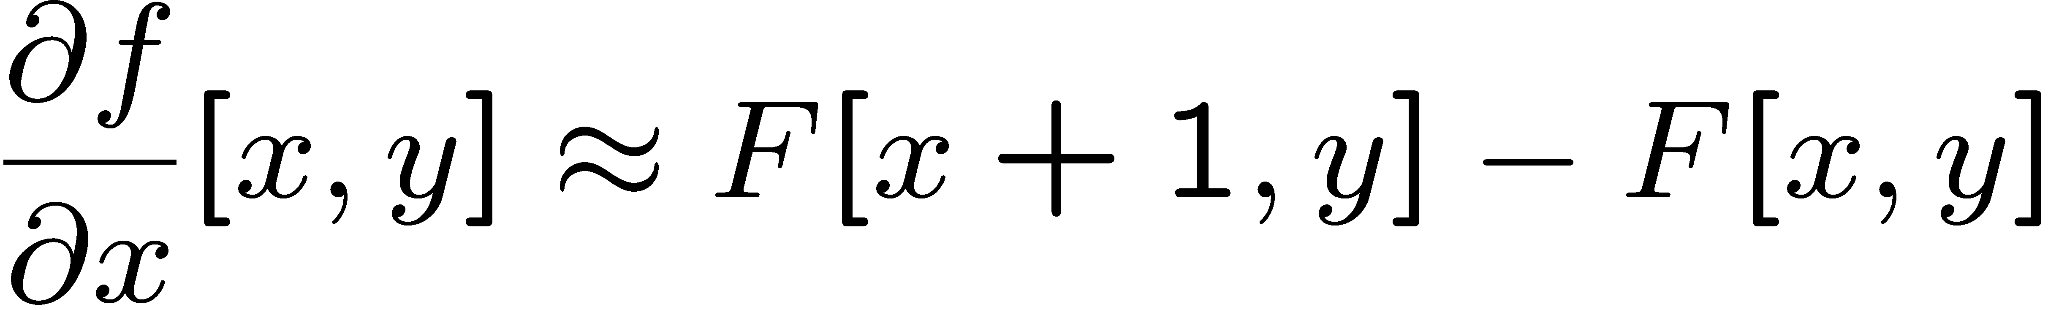 ∂f/∂x [x, y] ≈ F[x + 1, y] − F[x, y]